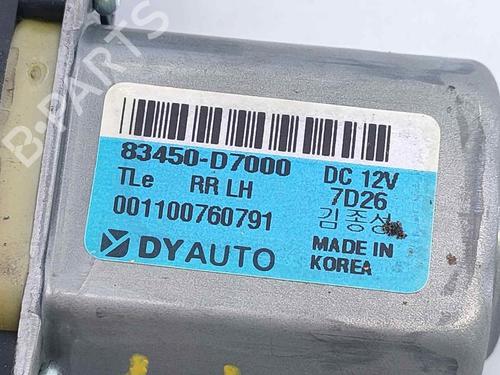 83450-D7000 DC 12V
TLe RR LH 7D26
001100760791 김종성
DYAUTO MADE IN
KOREA
B-PARTS